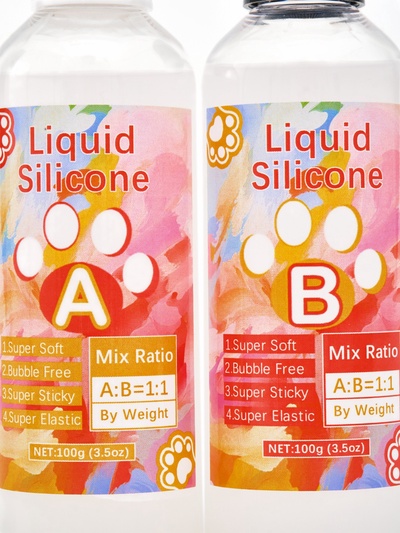 Liquid
Silicone
A
1.Super Soft
2.Bubble Free
3.Super Sticky
4.Super Elastic
Mix Ratio
A:B=1:1
By Weight
NET:100g (3.5oz)
Liquid
Silicone
B
1.Super Soft
2.Bubble Free
3.Super Sticky
4.Super Elastic
Mix Ratio
A:B=1:1
By Weight
NET:100g (3.5oz)